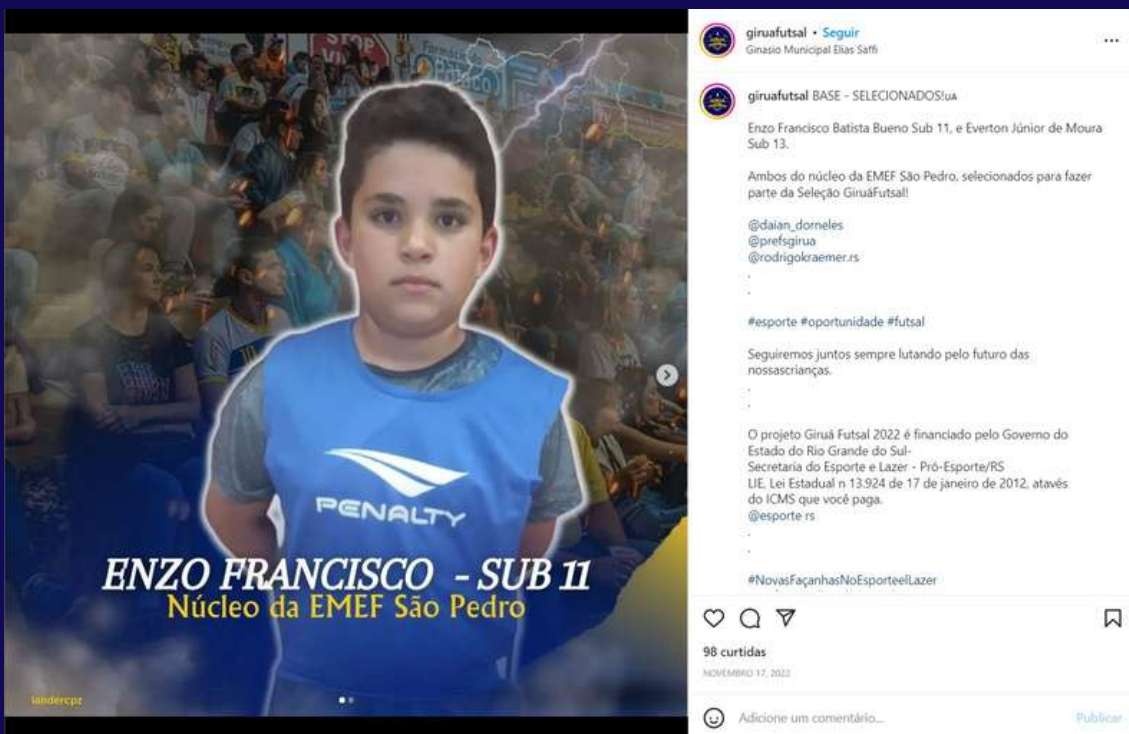 STOP
PENALTY
ENZO FRANCISCO - SUB 11
Núcleo da EMEF São Pedro
landercpz
giruafutsal • Seguir
Ginasio Municipal Elias Saffi
giruafutsal BASE - SELECIONADOS!uA
Enzo Francisco Batista Bueno Sub 11, e Everton Júnior de Moura
Sub 13.
Ambos do núcleo da EMEF São Pedro, selecionados para fazer
parte da Seleção GiruáFutsal!
@daian_dorneles
@prefsgirua
@rodrigokraemer.rs
.
.
#esporte #oportunidade #futsal
Seguiremos juntos sempre lutando pelo futuro das
nossascrianças.
.
.
O projeto Giruá Futsal 2022 é financiado pelo Governo do
Estado do Rio Grande do Sul-
Secretaria do Esporte e Lazer - Pró-Esporte/RS
LIE, Lei Estadual n 13.924 de 17 de janeiro de 2012, atavés
do ICMS que você paga.
@esporte rs
.
.
#NovasFaçanhasNoEsporteelLazer
98 curtidas
NOVEMBRO 17, 2022
Adicione um comentário...
Publicar